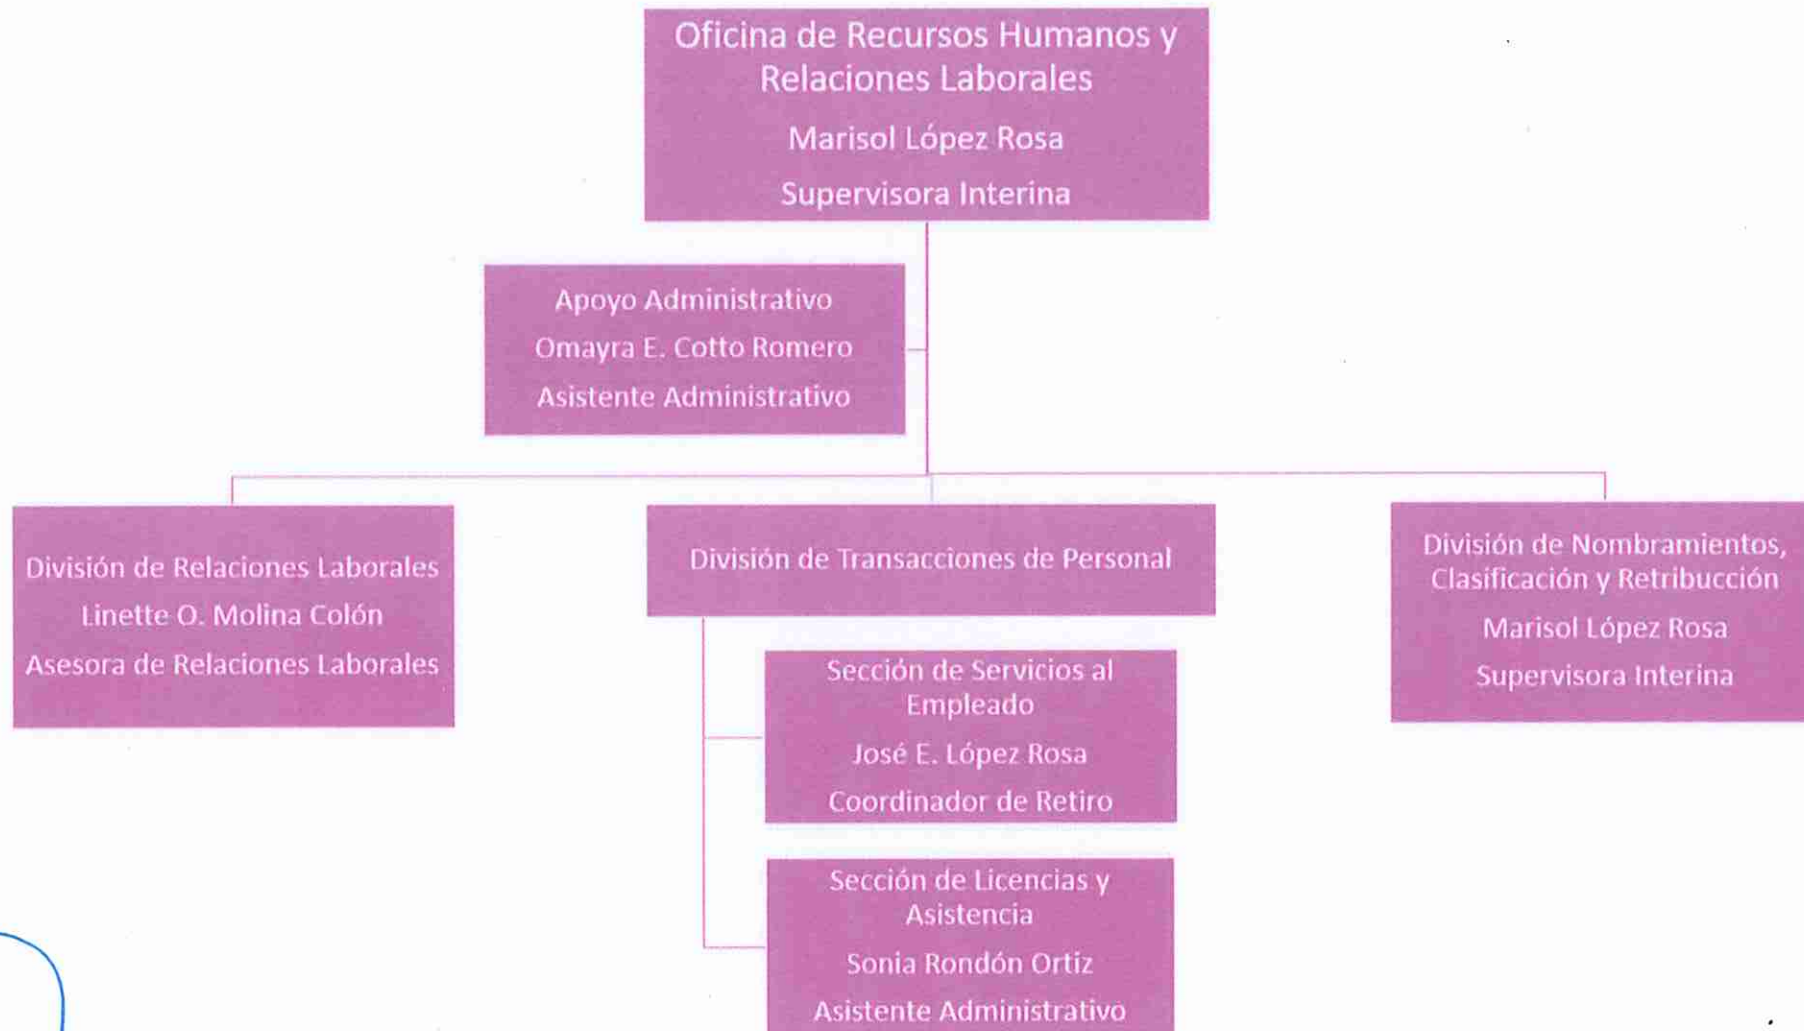 Oficina de Recursos Humanos y
Relaciones Laborales
Marisol López Rosa
Supervisora Interina
Apoyo Administrativo
Omayra E. Cotto Romero
Asistente Administrativo
División de Relaciones Laborales
Linette O. Molina Colón
Asesora de Relaciones Laborales
División de Transacciones de Personal
Sección de Servicios al
Empleado
José E. López Rosa
Coordinador de Retiro
Sección de Licencias y
Asistencia
Sonia Rondón Ortiz
Asistente Administrativo
División de Nombramientos,
Clasificación y Retribucción
Marisol López Rosa
Supervisora Interina